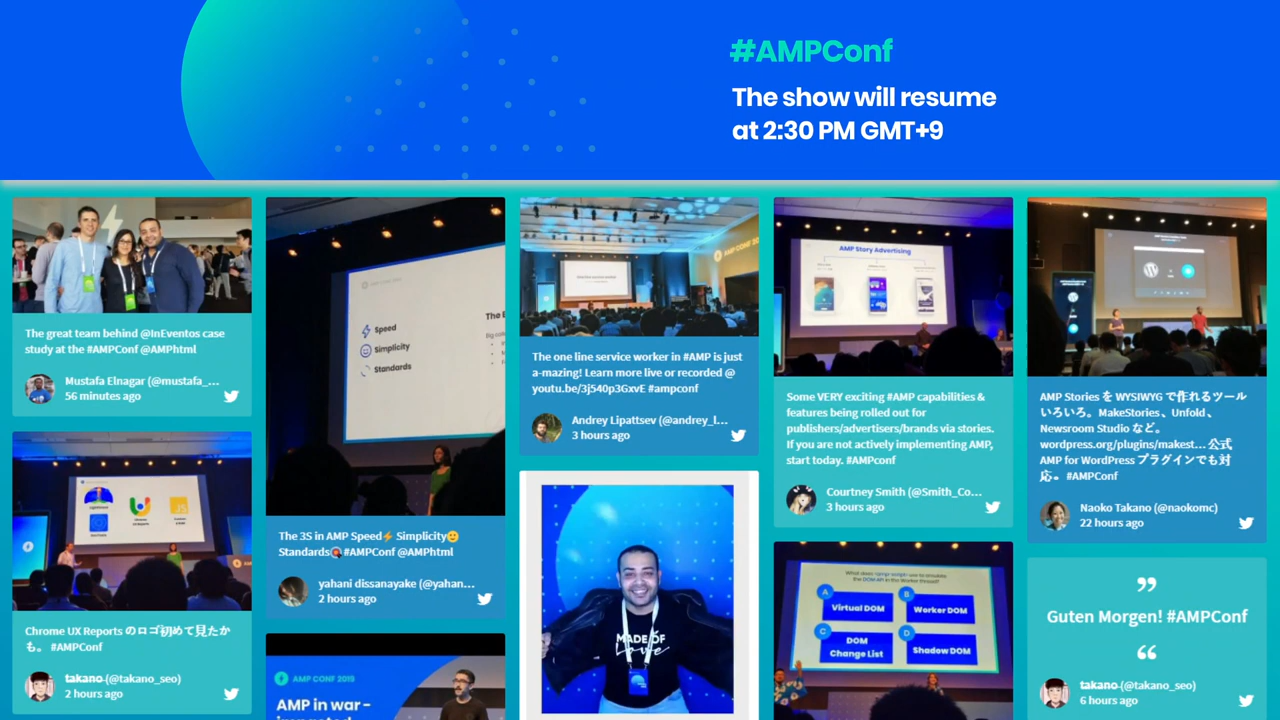 #AMPConf
The show will resume
at 2:30 PM GMT+9
The great team behind @InEventos case
study at the #AMPConf @AMPhtml
Mustafa Elnagar (@mustafa_...
56 minutes ago
Chrome UX Reports のロゴ初めて見たか
も。 #AMPConf
takano (@takano_seo)
2 hours ago
Speed
Simplicity
Standards
The 3S in AMP Speed⚡ Simplicity🙂
Standards #AMPConf @AMPhtml
yahani dissanayake (@yahan...
2 hours ago
AMP CONF 2019
AMP in war-
The one line service worker in #AMP is just
a-mazing! Learn more live or recorded @
youtu.be/3j540p3GxvE #ampconf
Andrey Lipattsev (@andrey_l...
3 hours ago
MADE OF
Love
AMP Story Advertising
Some VERY exciting #AMP capabilities &
features being rolled out for
publishers/advertisers/brands via stories.
If you are not actively implementing AMP,
start today. #AMPconf
Courtney Smith (@Smith_Co...
3 hours ago
A
Virtual DOM
B
Worker DOM
C
DOM
Change List
D
Shadow DOM
AMP Stories を WYSIWYG で作れるツール
いろいろ。MakeStories、Unfold、
Newsroom Studio など。
wordpress.org/plugins/makest... 公式
AMP for WordPress プラグインでも対
応。 #AMPConf
Naoko Takano (@naokomc)
22 hours ago
”
Guten Morgen! #AMPConf
“
takano (@takano_seo)
6 hours ago